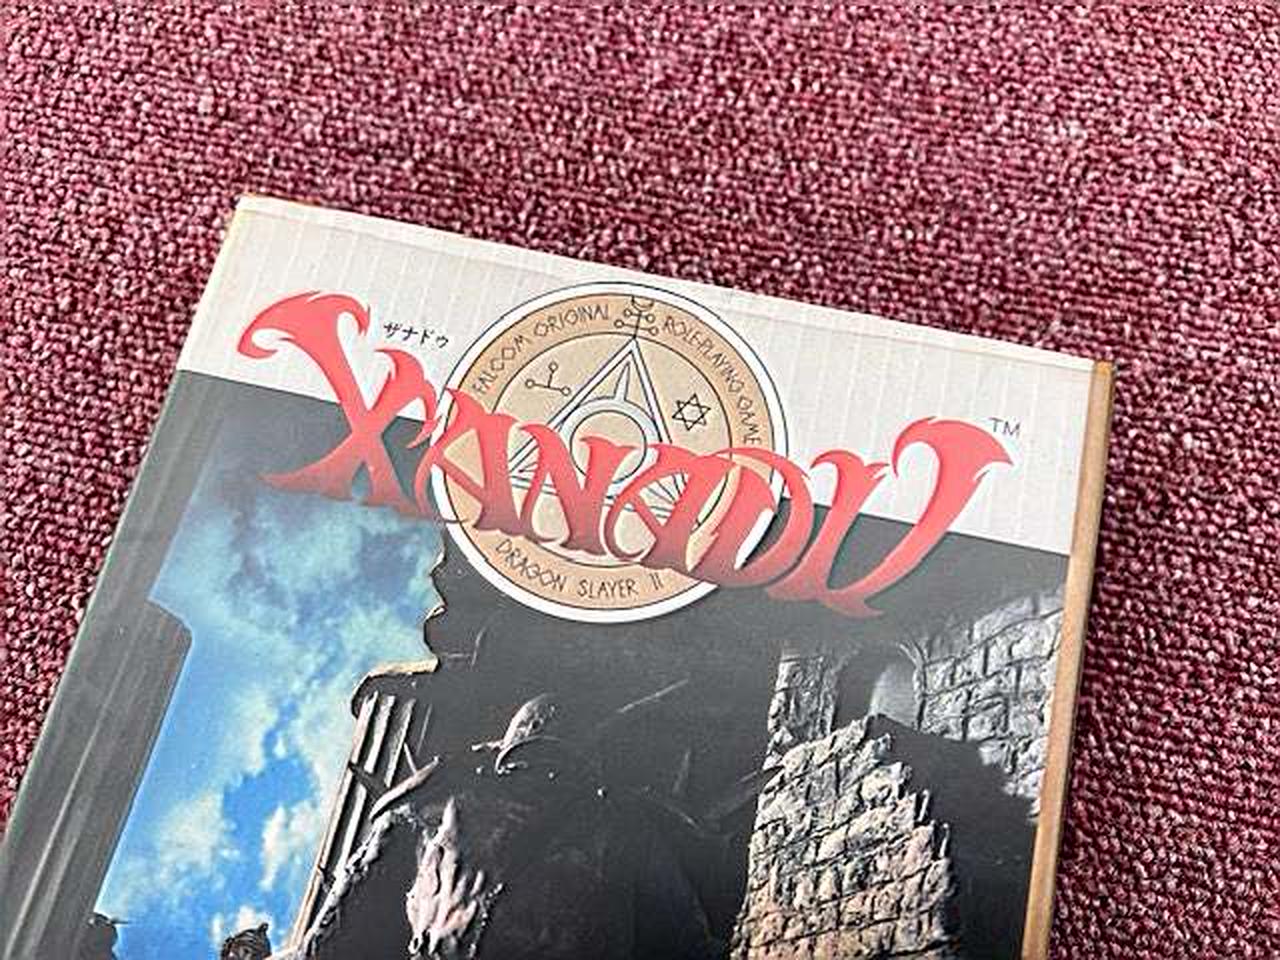 ザナドゥ
XANADU
TM
FALCOM ORIGINAL ROLE-PLAYING GAME
DRAGON SLAYER II